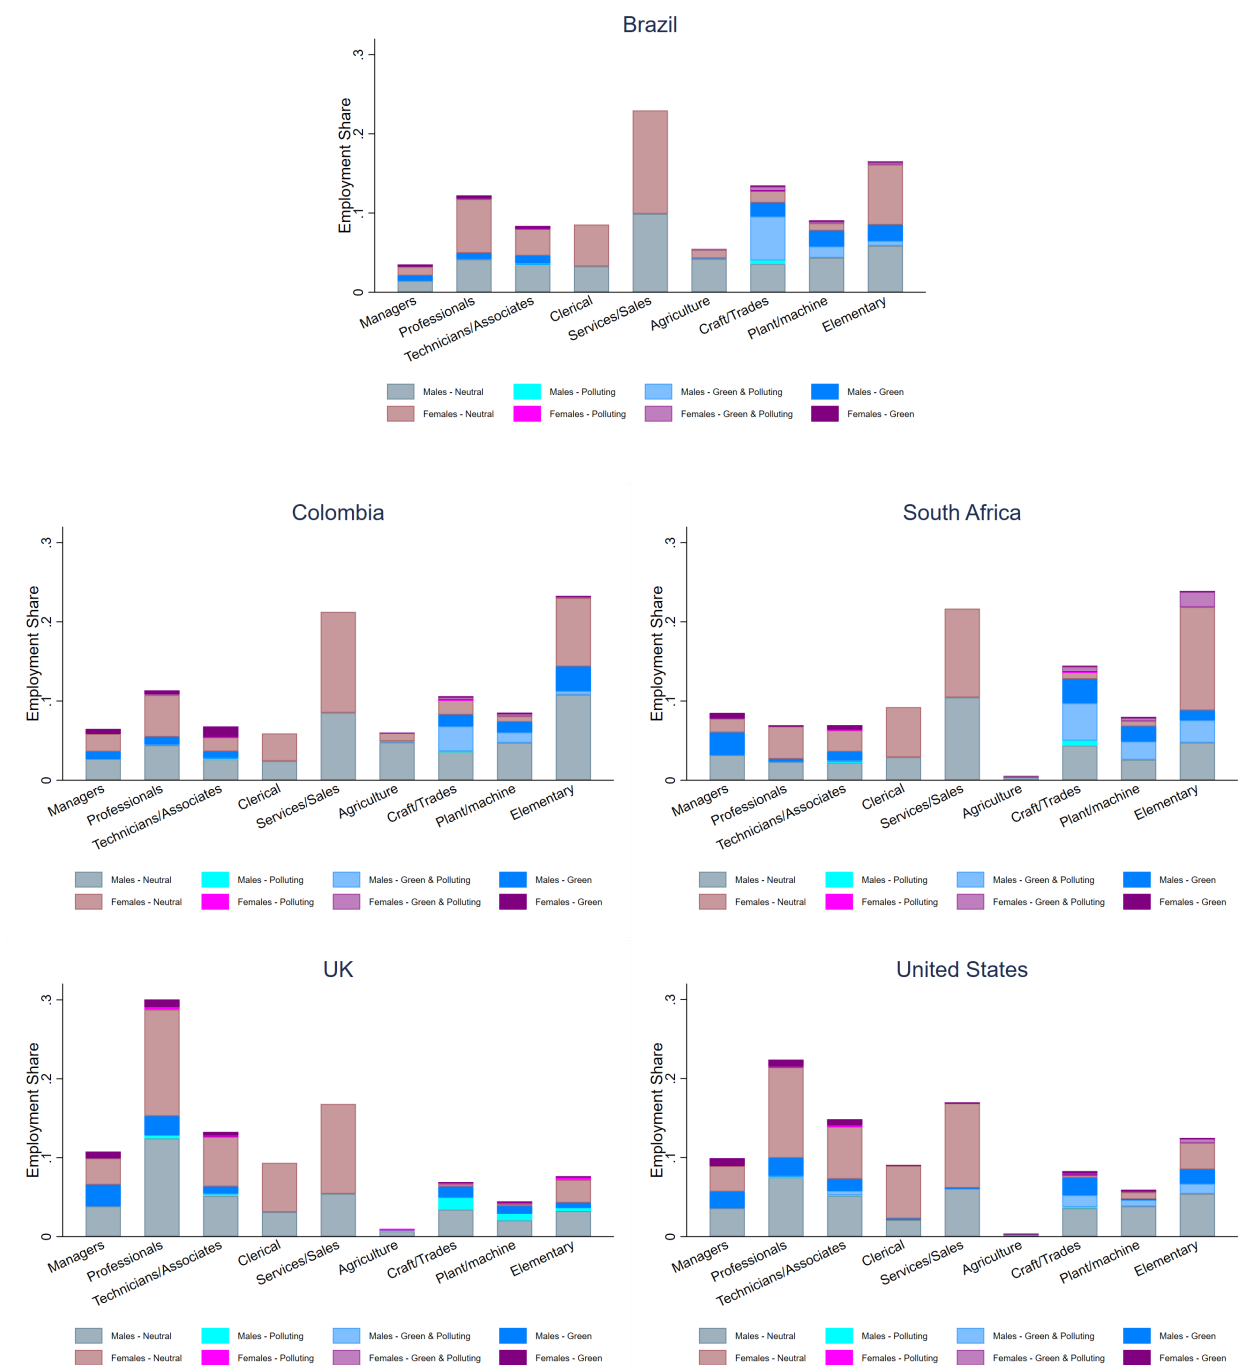 Brazil
Employment Share
0 .1 .2 .3
Managers Professionals Technicians/Associates Clerical Services/Sales Agriculture Craft/Trades Plant/machine Elementary
Males - Neutral Males - Polluting Males - Green & Polluting Males - Green
Females - Neutral Females - Polluting Females - Green & Polluting Females - Green
Colombia
Employment Share
0 .1 .2 .3
Managers Professionals Technicians/Associates Clerical Services/Sales Agriculture Craft/Trades Plant/machine Elementary
Males - Neutral Males - Polluting Males - Green & Polluting Males - Green
Females - Neutral Females - Polluting Females - Green & Polluting Females - Green
South Africa
Employment Share
0 .1 .2 .3
Managers Professionals Technicians/Associates Clerical Services/Sales Agriculture Craft/Trades Plant/machine Elementary
Males - Neutral Males - Polluting Males - Green & Polluting Males - Green
Females - Neutral Females - Polluting Females - Green & Polluting Females - Green
UK
Employment Share
0 .1 .2 .3
Managers Professionals Technicians/Associates Clerical Services/Sales Agriculture Craft/Trades Plant/machine Elementary
Males - Neutral Males - Polluting Males - Green & Polluting Males - Green
Females - Neutral Females - Polluting Females - Green & Polluting Females - Green
United States
Employment Share
0 .1 .2 .3
Managers Professionals Technicians/Associates Clerical Services/Sales Agriculture Craft/Trades Plant/machine Elementary
Males - Neutral Males - Polluting Males - Green & Polluting Males - Green
Females - Neutral Females - Polluting Females - Green & Polluting Females - Green